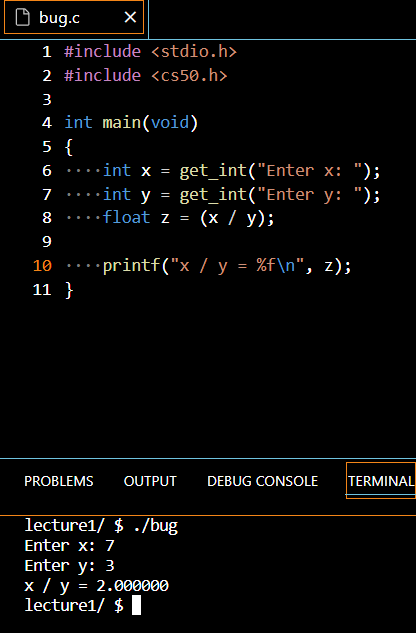 bug.c
1 #include <stdio.h>
2 #include <cs50.h>
3
4 int main(void)
5 {
6 ····int x = get_int("Enter x: ");
7 ····int y = get_int("Enter y: ");
8 ····float z = (x / y);
9
10 ····printf("x / y = %f\n", z);
11 }
PROBLEMS OUTPUT DEBUG CONSOLE TERMINAL
lecture1/ $ ./bug
Enter x: 7
Enter y: 3
x / y = 2.000000
lecture1/ $